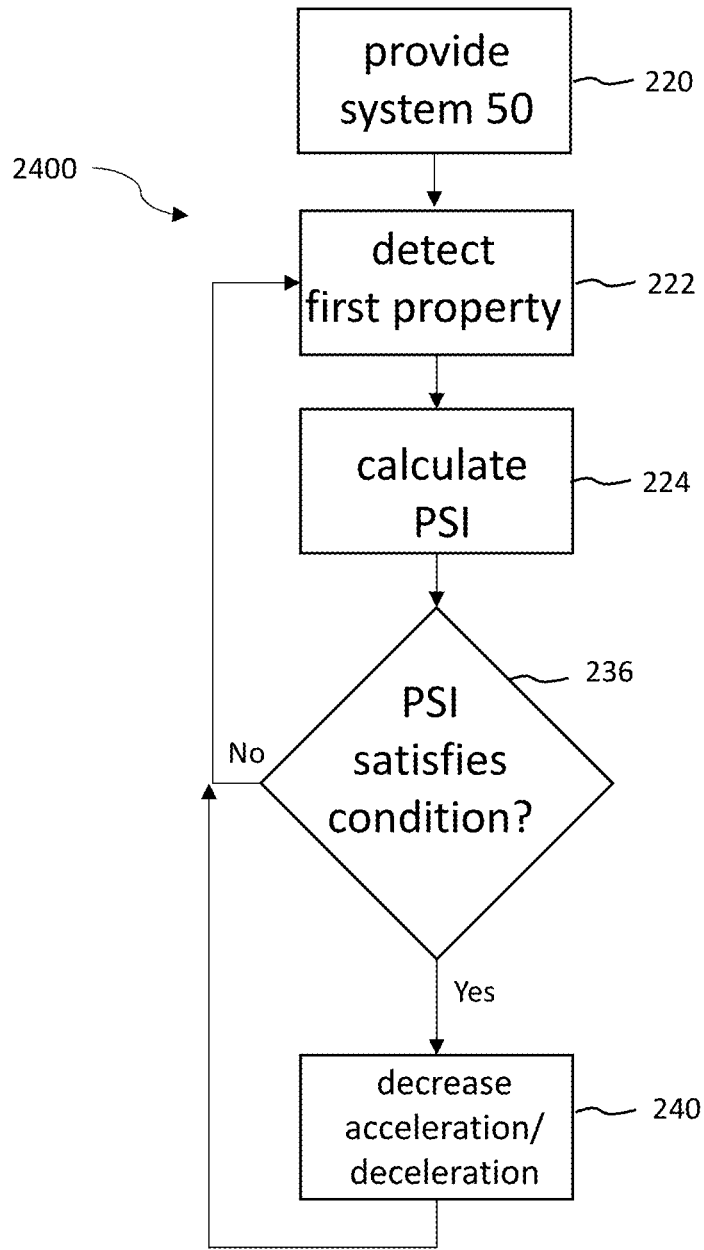 provide
system 50
220
2400
detect
first property
222
calculate
PSI
224
236
PSI
satisfies
condition?
No
Yes
decrease
acceleration/
deceleration
240